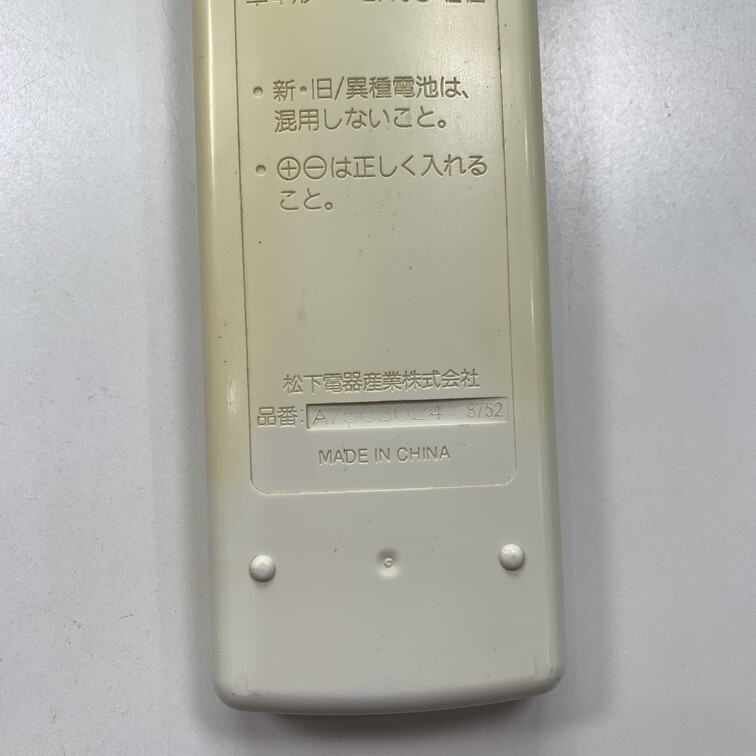 ・新・旧/異種電池は、
混用しないこと。
・⊕⊖は正しく入れる
こと。
松下電器産業株式会社
品番: A75C3024 8752
MADE IN CHINA